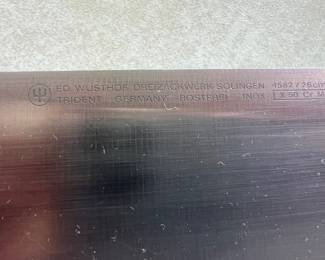 ED. WÜSTHOF DREIZACKWERK SOLINGEN 4582 / 26cm
TRIDENT GERMANY ROSTFREI INOX X 50 Cr M